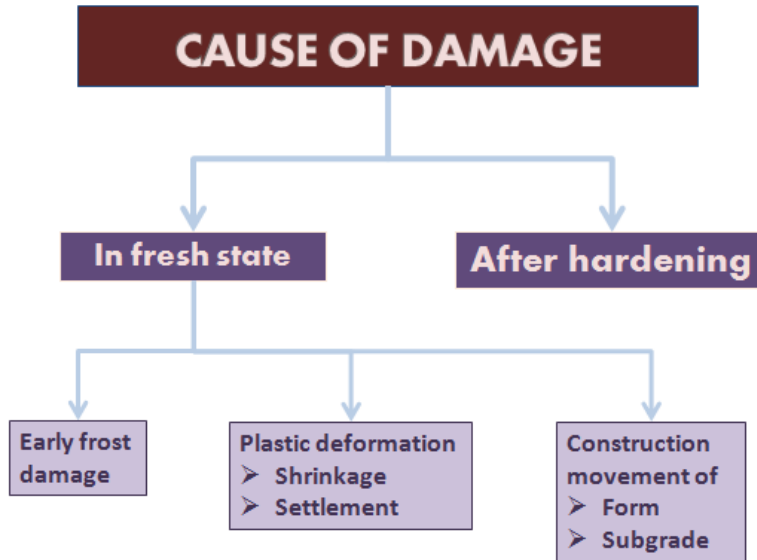 CAUSE OF DAMAGE
In fresh state
After hardening
Early frost
damage
Plastic deformation
➢ Shrinkage
➢ Settlement
Construction
movement of
➢ Form
➢ Subgrade